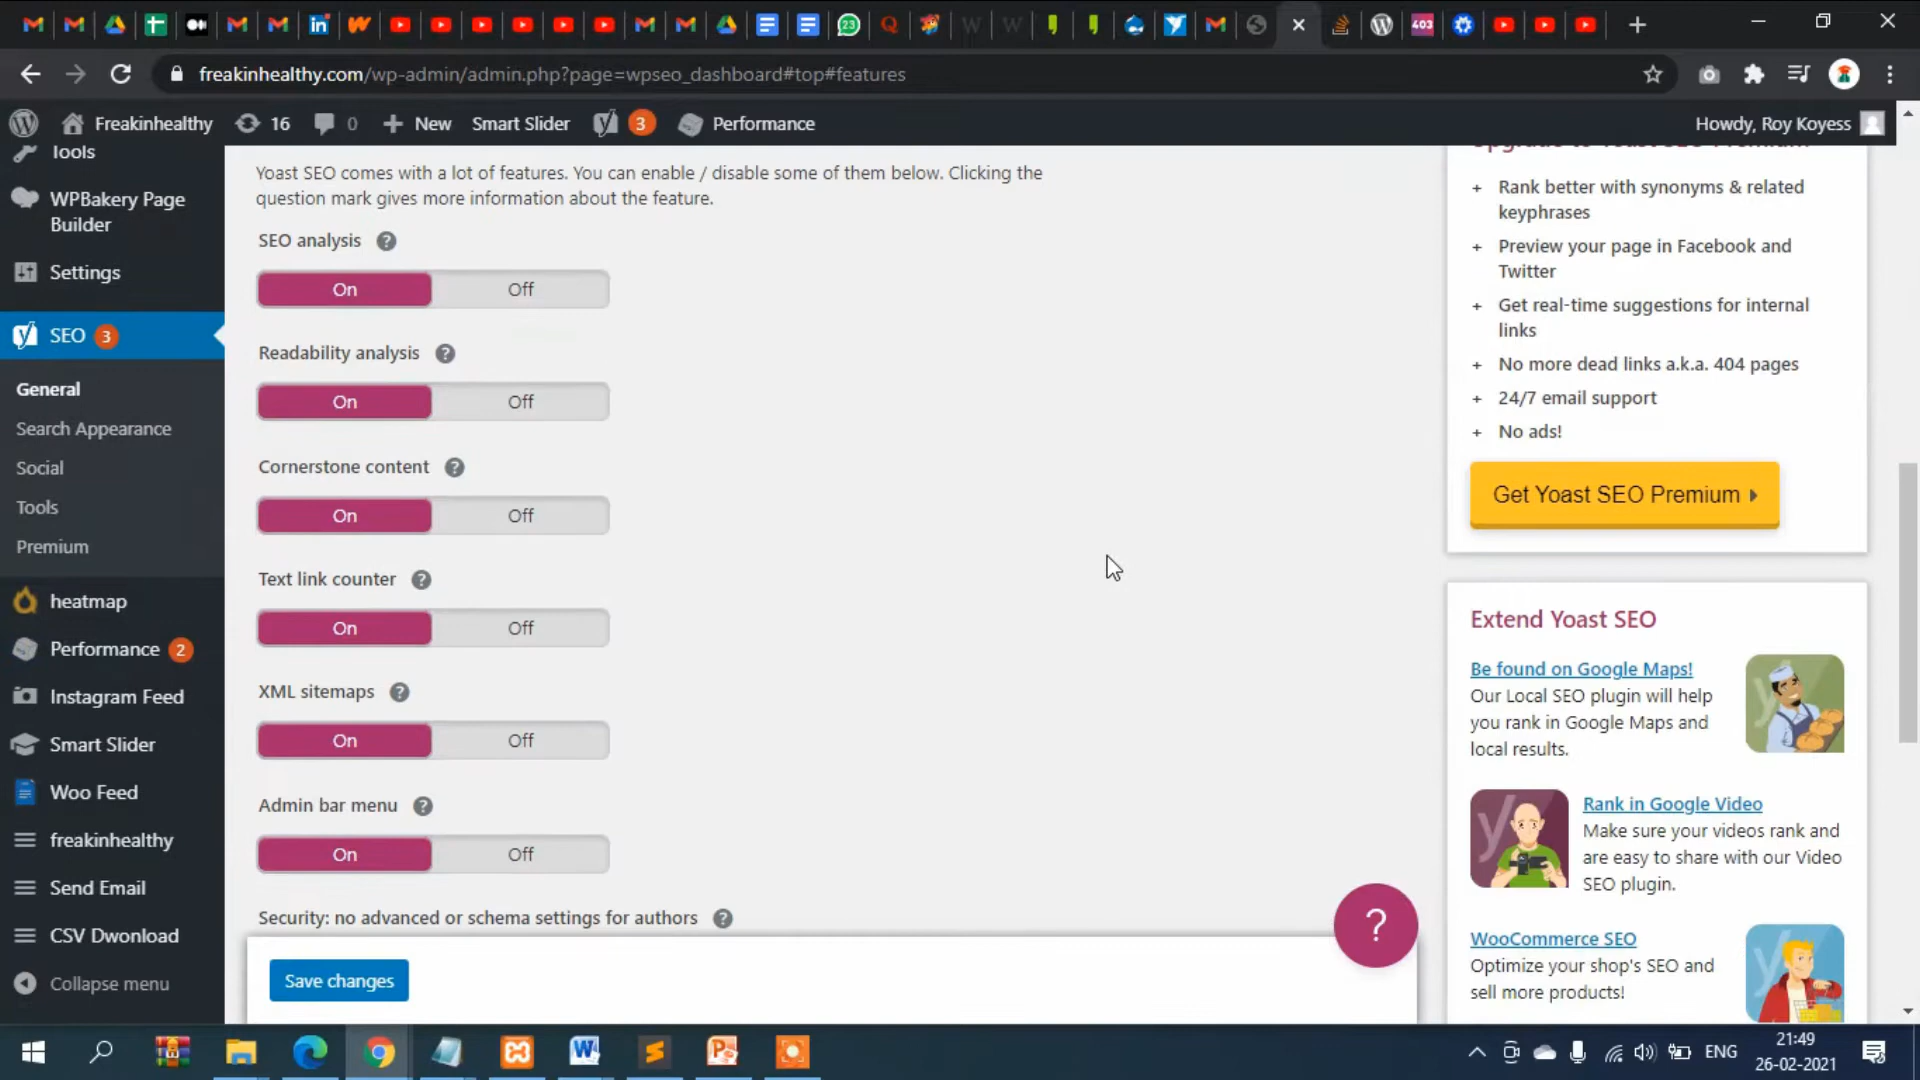 23
403
freakinhealthy.com/wp-admin/admin.php?page=wpseo_dashboard#top#features
Freakinhealthy 16 0 + New Smart Slider 3 Performance
Howdy, Roy Koyess
Tools
WPBakery Page
Builder
Settings
SEO 3
General
Search Appearance
Social
Tools
Premium
heatmap
Performance 2
Instagram Feed
Smart Slider
Woo Feed
freakinhealthy
Send Email
CSV Dwonload
Collapse menu
Yoast SEO comes with a lot of features. You can enable / disable some of them below. Clicking the
question mark gives more information about the feature.
SEO analysis ?
On Off
Readability analysis ?
On Off
Cornerstone content ?
On Off
Text link counter ?
On Off
XML sitemaps ?
On Off
Admin bar menu ?
On Off
Security: no advanced or schema settings for authors ?
Save changes
?
Upgrade to Yoast SEO Premium
+ Rank better with synonyms & related
keyphrases
+ Preview your page in Facebook and
Twitter
+ Get real-time suggestions for internal
links
+ No more dead links a.k.a. 404 pages
+ 24/7 email support
+ No ads!
Get Yoast SEO Premium
Extend Yoast SEO
Be found on Google Maps!
Our Local SEO plugin will help
you rank in Google Maps and
local results.
Rank in Google Video
Make sure your videos rank and
are easy to share with our Video
SEO plugin.
WooCommerce SEO
Optimize your shop's SEO and
sell more products!
ENG
21:49
26-02-2021